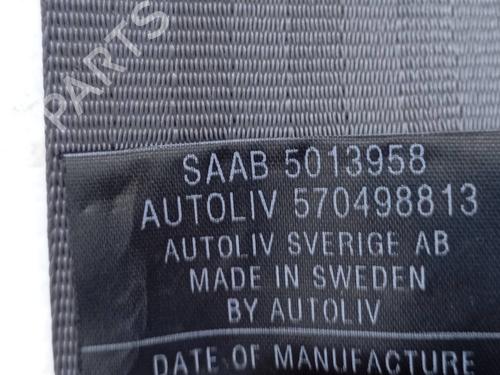 PARTS
SAAB 5013958
AUTOLIV 570498813
AUTOLIV SVERIGE AB
MADE IN SWEDEN
BY AUTOLIV
DATE OF MANUFACTURE